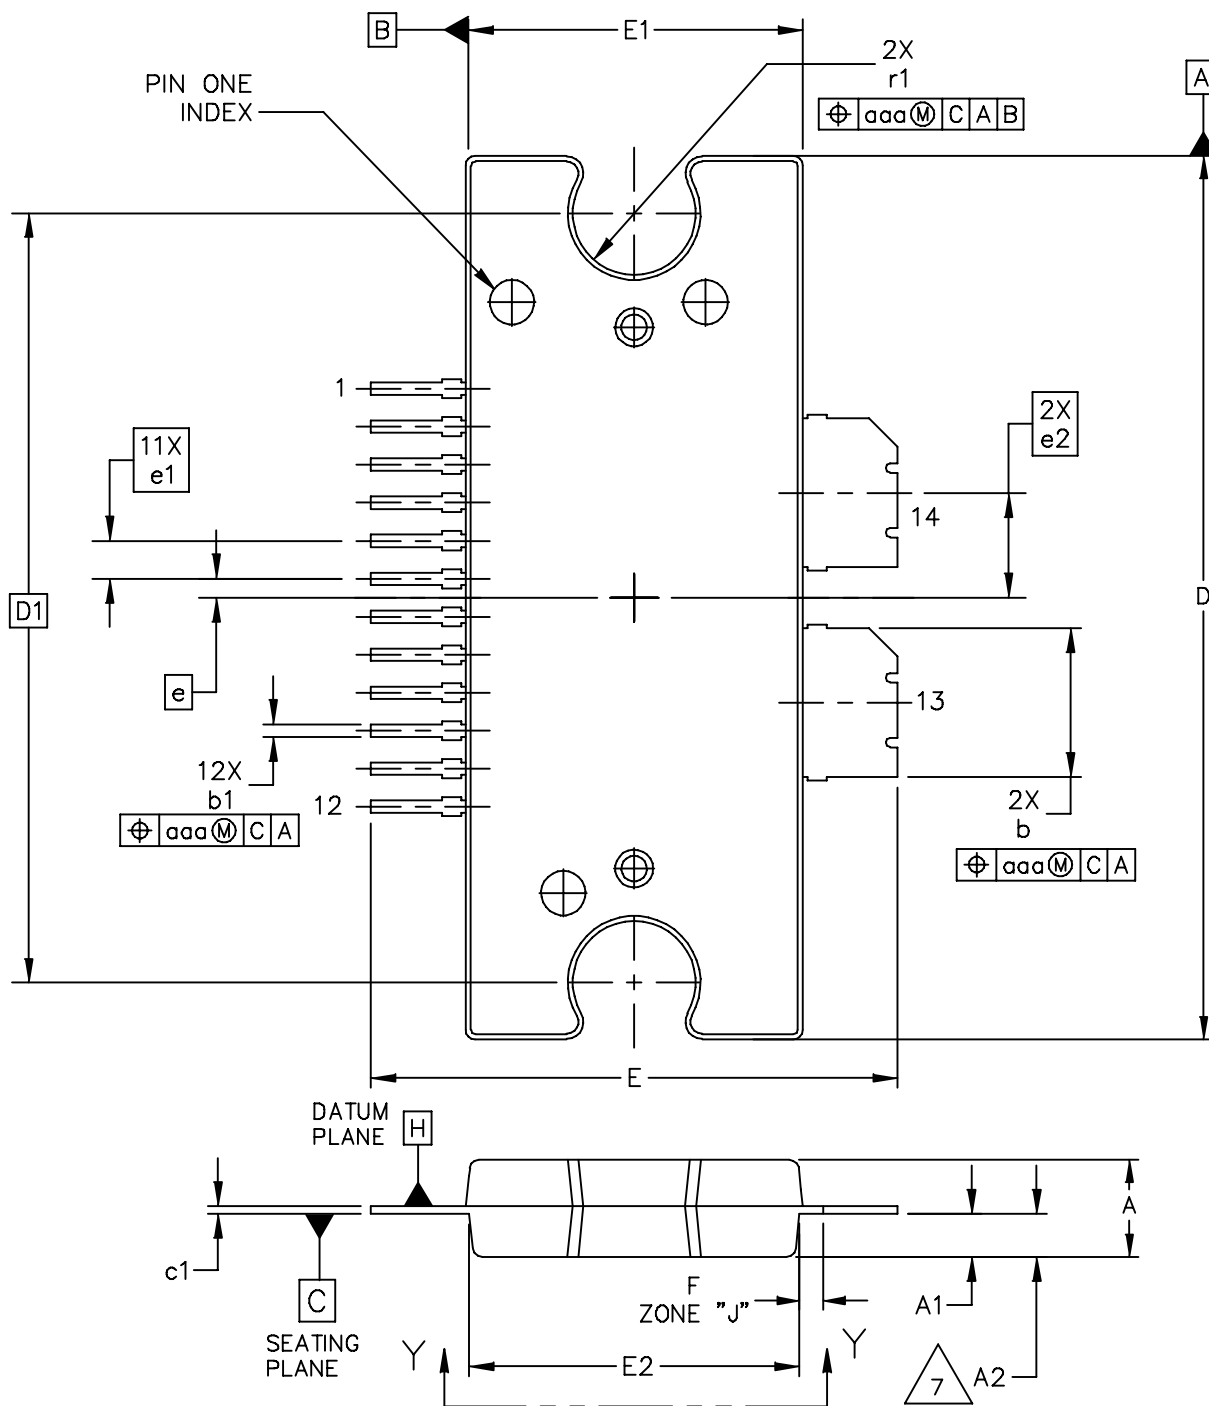 B
E1
2X
r1
⌖ aaa Ⓜ C A B
A
PIN ONE
INDEX
1
11X
e1
2X
e2
14
D1
D
e
13
12X
b1
⌖ aaa Ⓜ C A
12
2X
b
⌖ aaa Ⓜ C A
E
DATUM
PLANE
H
A
c1
C
SEATING
PLANE
F
ZONE "J"
A1
Y
Y
E2
7
A2